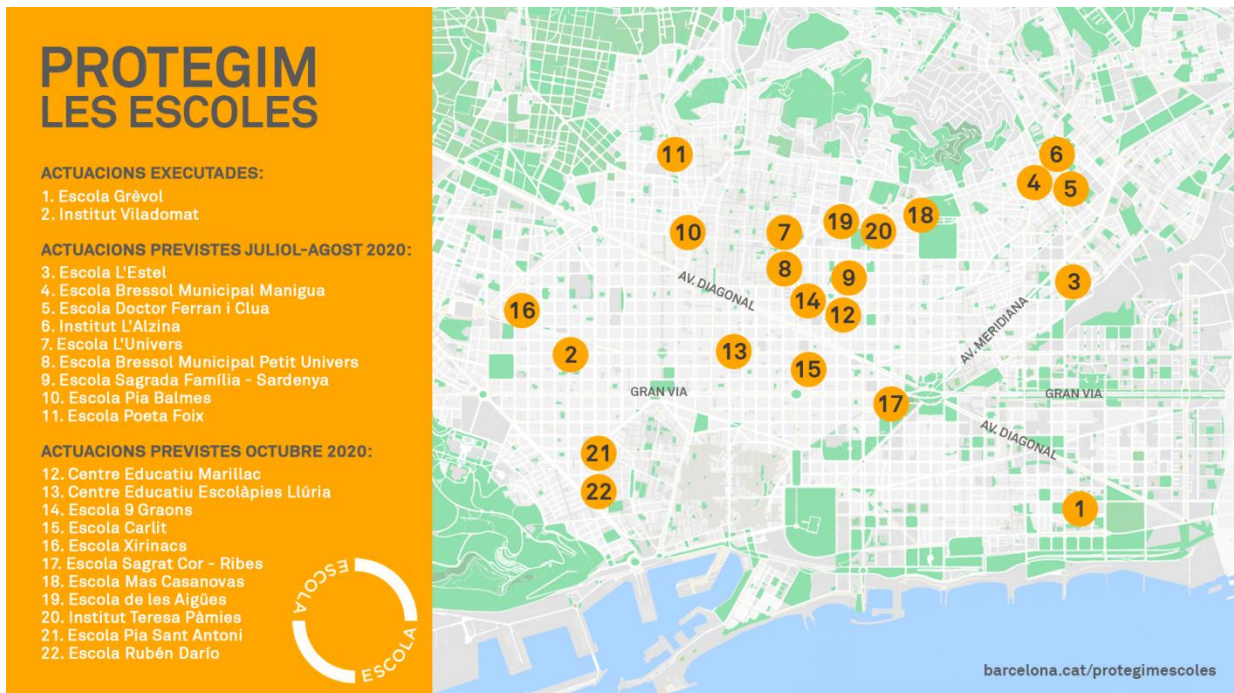 PROTEGIM
LES ESCOLES
ACTUACIONS EXECUTADES:
1. Escola Grèvol
2. Institut Viladomat
ACTUACIONS PREVISTES JULIOL-AGOST 2020:
3. Escola L'Estel
4. Escola Bressol Municipal Manigua
5. Escola Doctor Ferran i Clua
6. Institut L'Alzina
7. Escola L'Univers
8. Escola Bressol Municipal Petit Univers
9. Escola Sagrada Família - Sardenya
10. Escola Pia Balmes
11. Escola Poeta Foix
ACTUACIONS PREVISTES OCTUBRE 2020:
12. Centre Educatiu Marillac
13. Centre Educatiu Escolàpies Llúria
14. Escola 9 Graons
15. Escola Carlit
16. Escola Xirinacs
17. Escola Sagrat Cor - Ribes
18. Escola Mas Casanovas
19. Escola de les Aigües
20. Institut Teresa Pàmies
21. Escola Pia Sant Antoni
22. Escola Rubén Darío
ESCOLA
ESCOLA
11
6
4
5
10
7
19
20
18
8
9
3
AV. DIAGONAL
14
12
16
AV. MERIDIANA
2
13
15
GRAN VIA
17
GRAN VIA
AV. DIAGONAL
21
22
1
barcelona.cat/protegimescoles